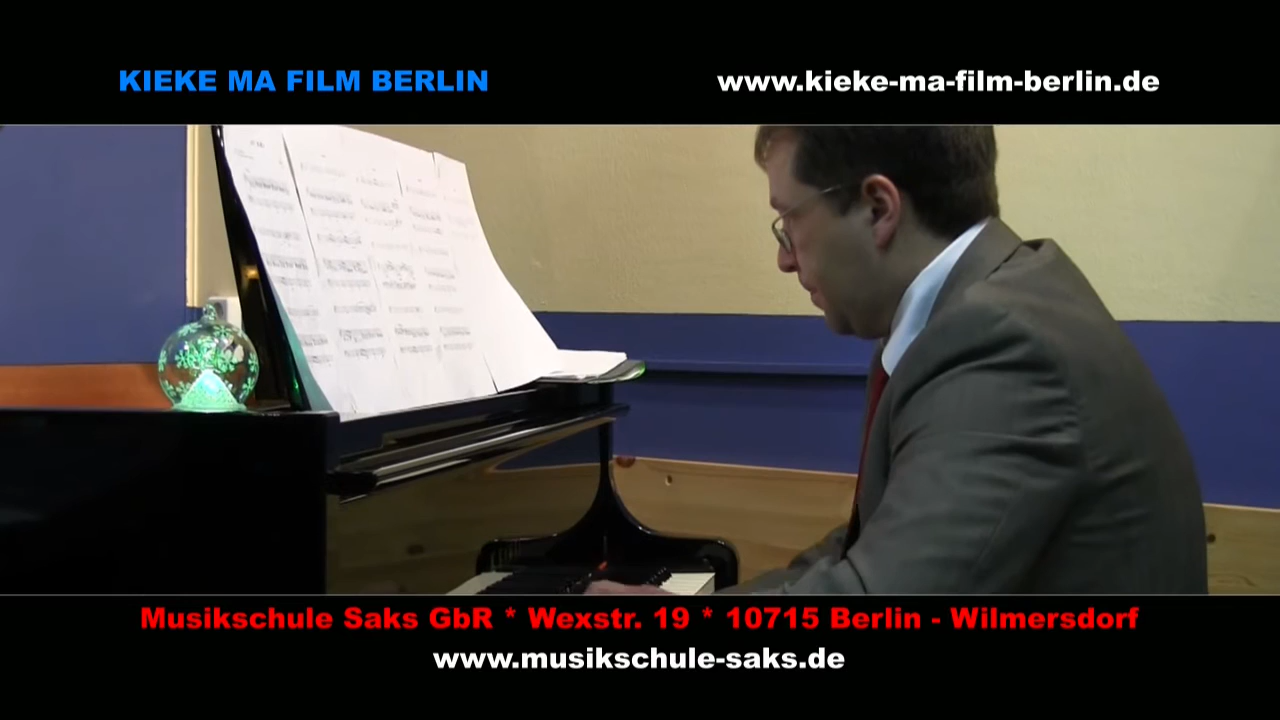 KIEKE MA FILM BERLIN
www.kieke-ma-film-berlin.de
Musikschule Saks GbR * Wexstr. 19 * 10715 Berlin - Wilmersdorf
www.musikschule-saks.de